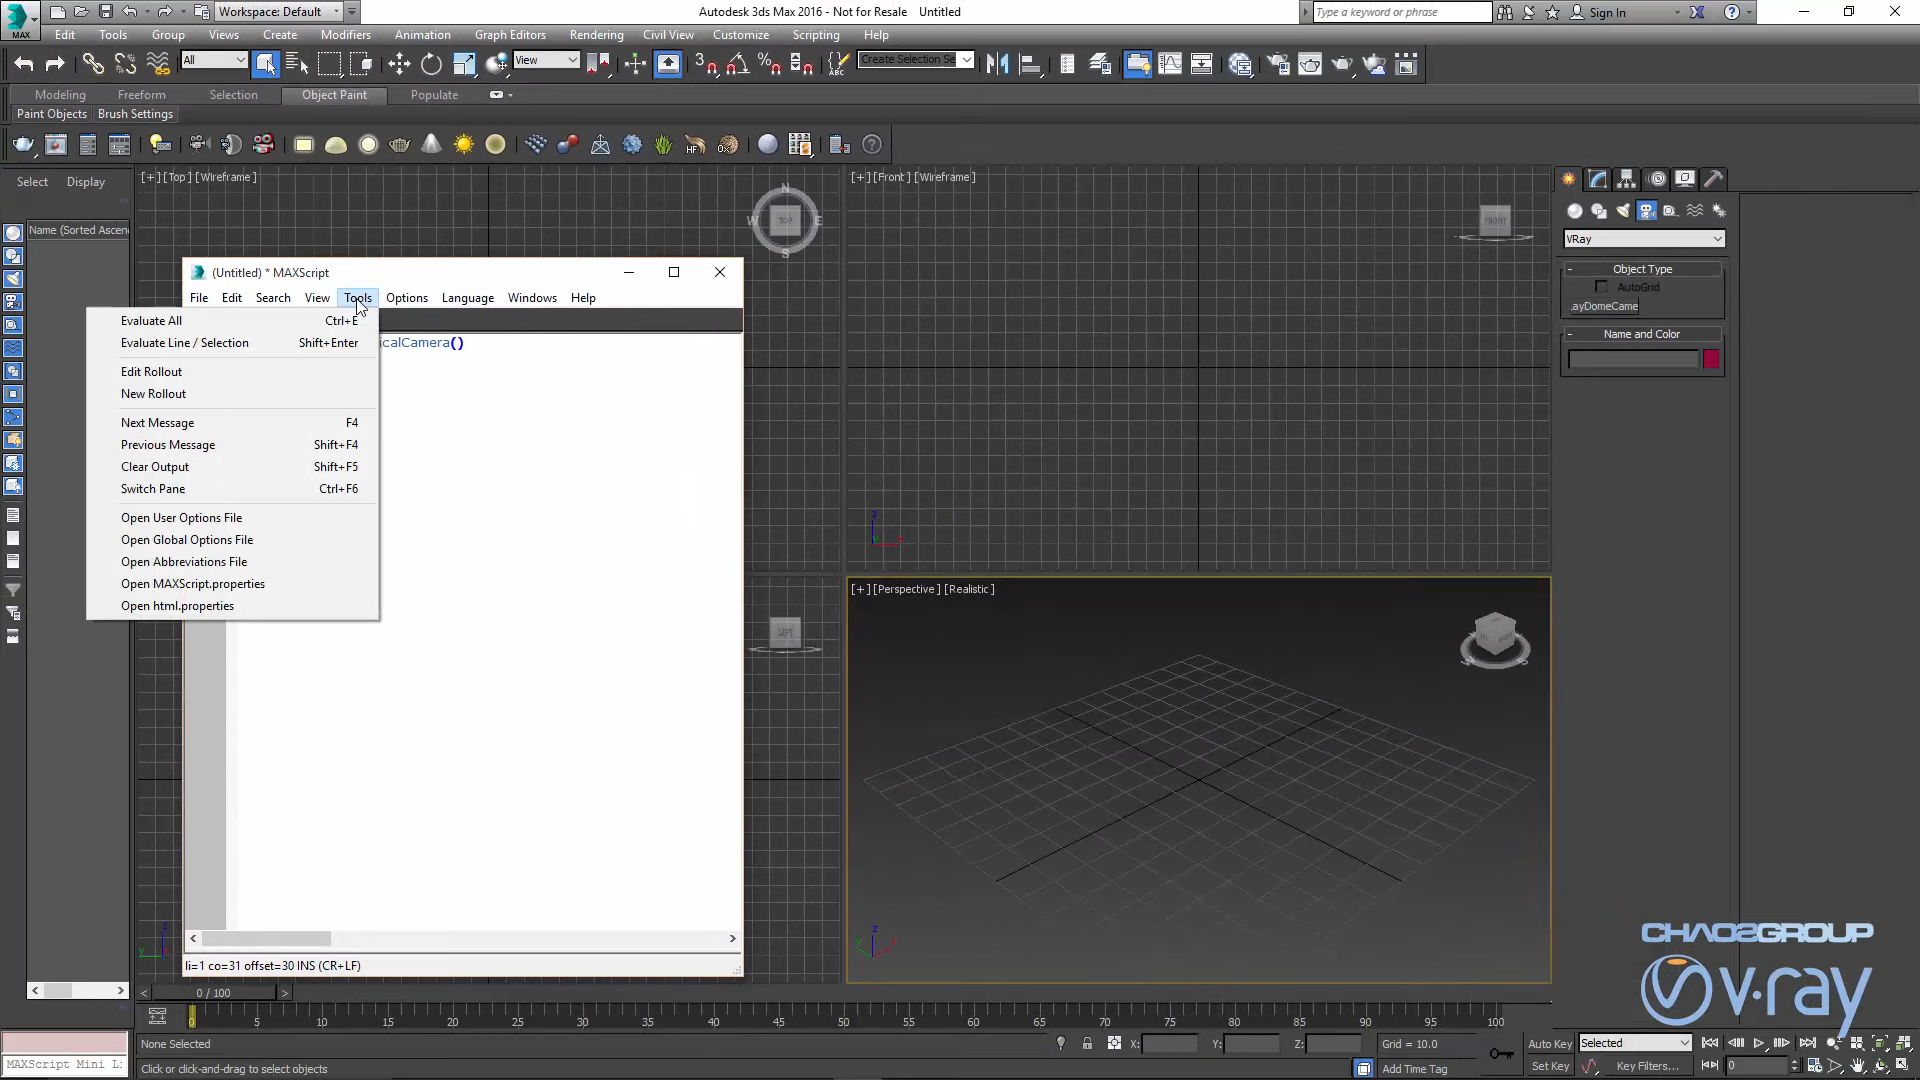 Workspace: Default
Autodesk 3ds Max 2016 - Not for Resale Untitled
Type a keyword or phrase
Sign In
MAX
Edit Tools Group Views Create Modifiers Animation Graph Editors Rendering Civil View Customize Scripting Help
All
View
Create Selection Se
Modeling Freeform Selection Object Paint Populate
Paint Objects Brush Settings
Select Display
[+] [Top] [Wireframe]
[+] [Front] [Wireframe]
N
W TOP E
S
FRONT
Name (Sorted Ascen
VRay
Object Type
AutoGrid
.ayDomeCame
Name and Color
(Untitled) * MAXScript
File Edit Search View Tools Options Language Windows Help
Evaluate All Ctrl+E
Evaluate Line / Selection Shift+Enter
icalCamera()
Edit Rollout
New Rollout
Next Message F4
Previous Message Shift+F4
Clear Output Shift+F5
Switch Pane Ctrl+F6
Open User Options File
Open Global Options File
Open Abbreviations File
Open MAXScript.properties
Open html.properties
z
[+] [Perspective] [Realistic]
LEFT
z
z
y
li=1 co=31 offset=30 INS (CR+LF)
CHAOSGROUP
v·ray
0 / 100
0 5 10 15 20 25 30 35 40 45 50 55 60 65 70 75 80 85 90 95 100
None Selected
X: Y: Z: Grid = 10.0
Auto Key Selected
MAXScript Mini Li
Click or click-and-drag to select objects
Add Time Tag
Set Key Key Filters...
0